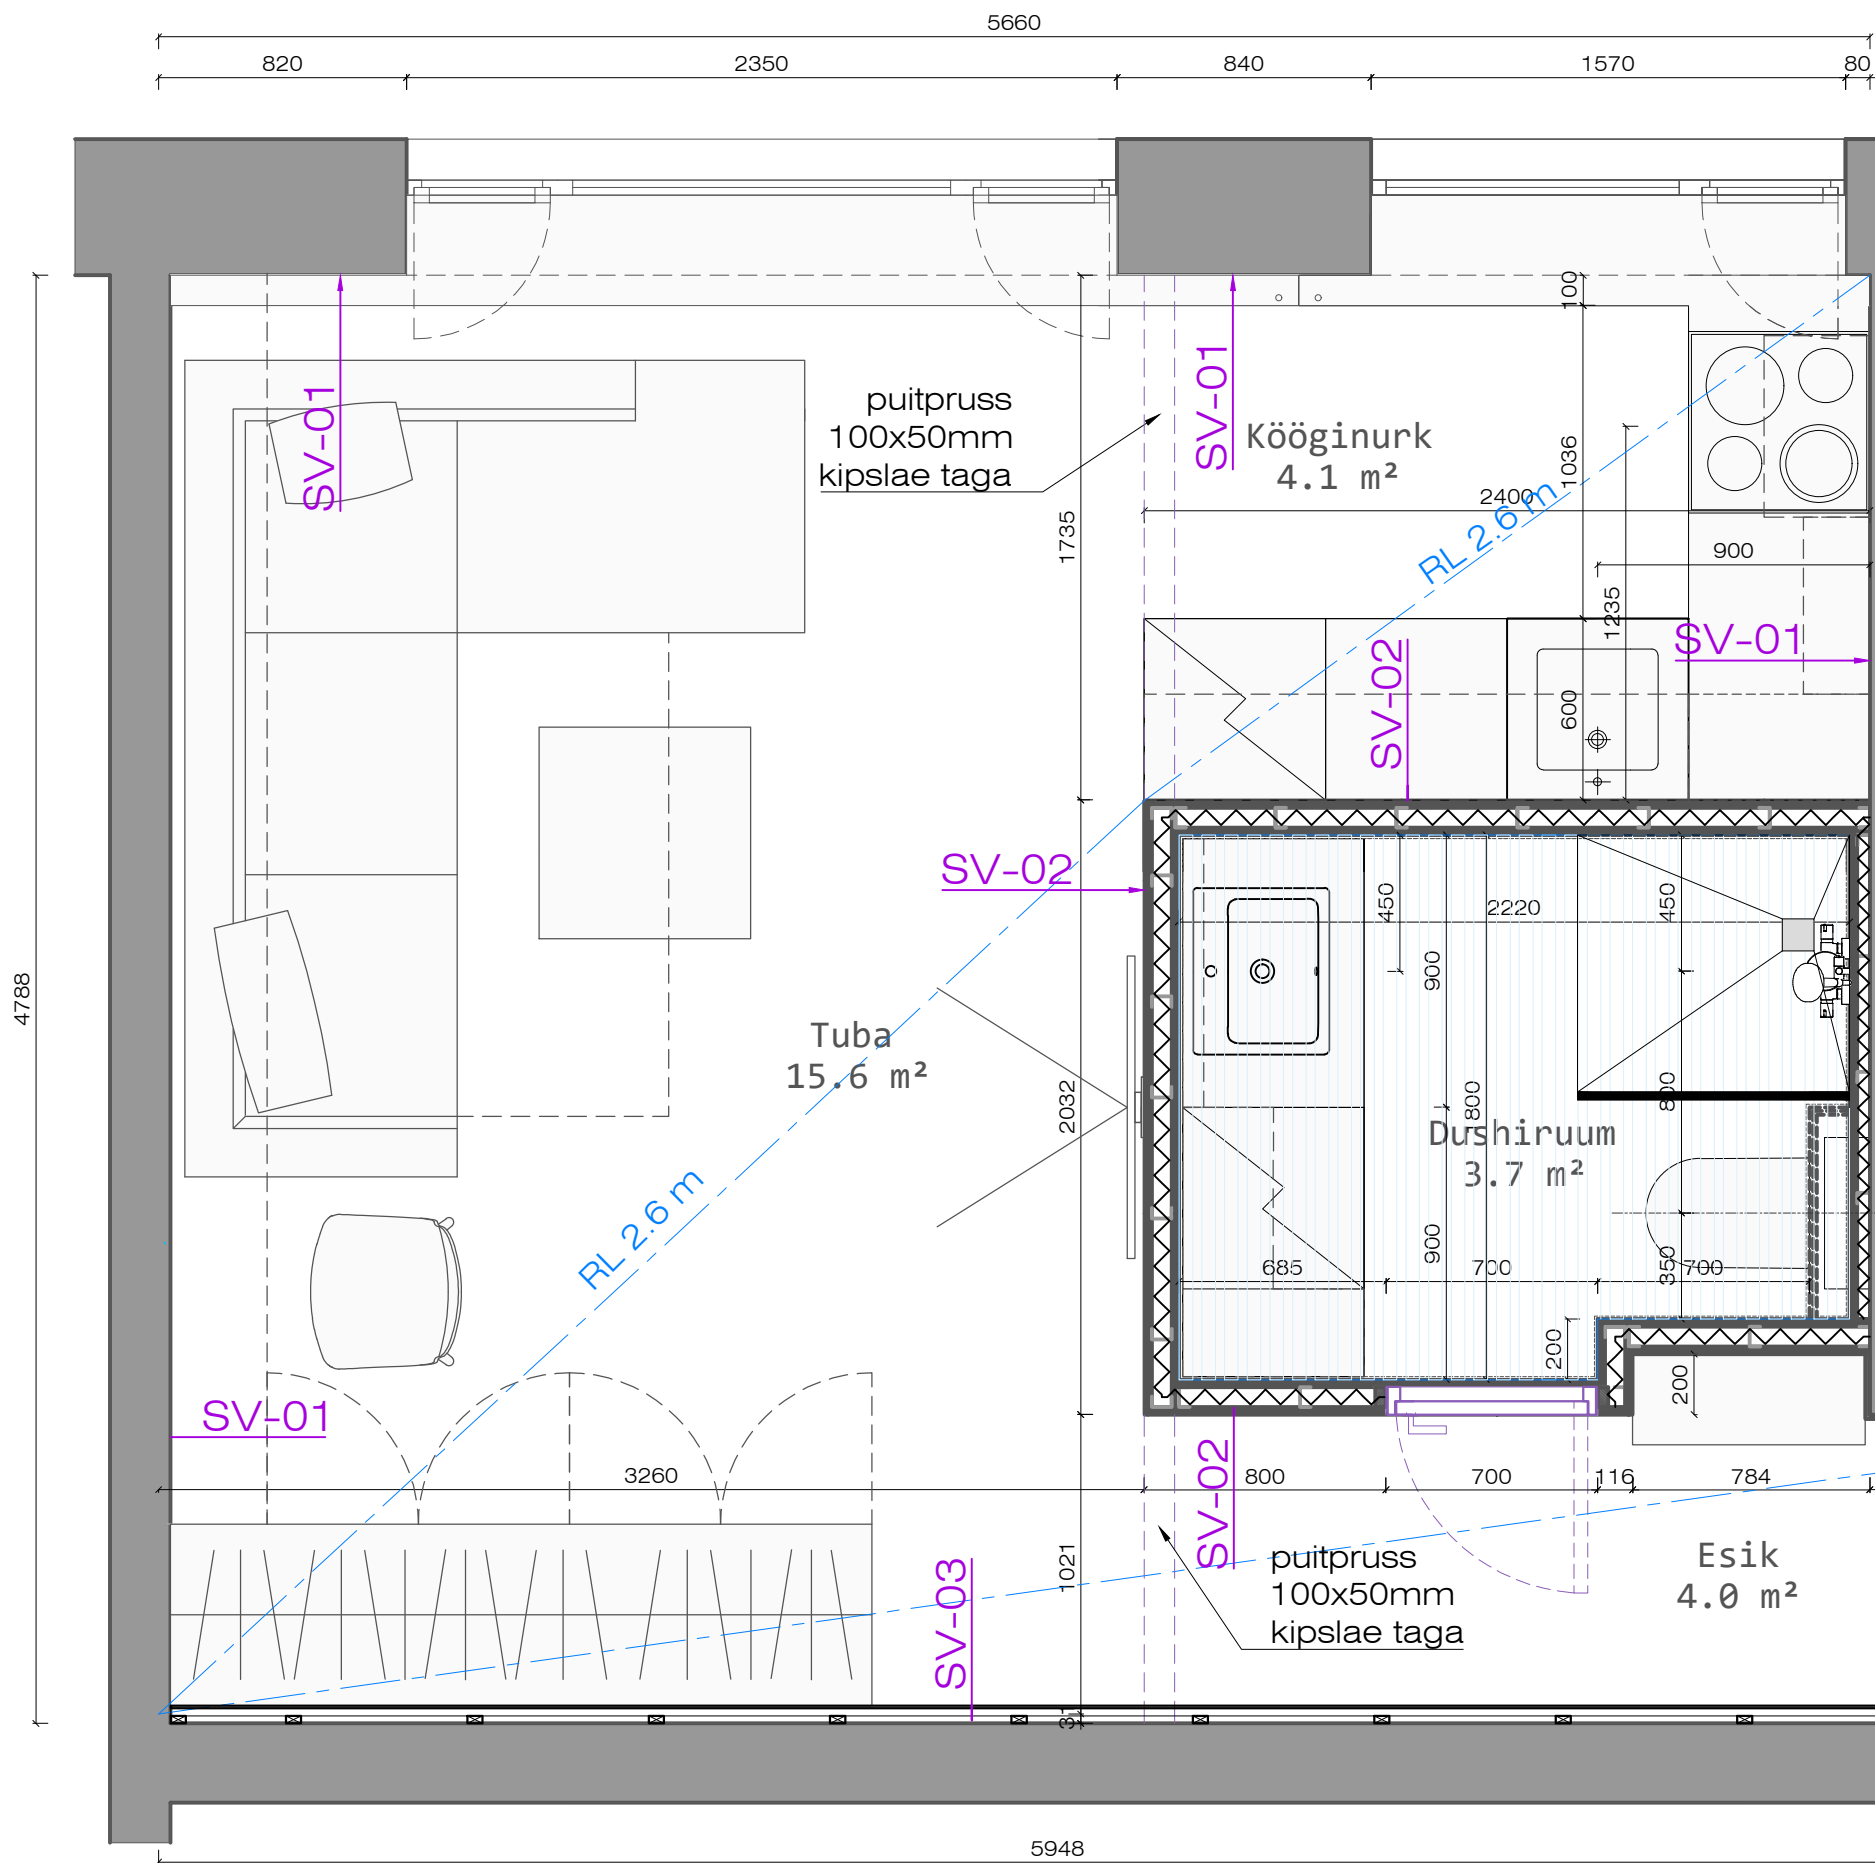 5660
820
2350
840
1570
80
100
SV-01
SV-01
puitpruss
100x50mm
kipslae taga
Kööginurk
4.1 m²
1036
2400
RL 2.6 m
1735
900
1235
SV-01
SV-02
600
SV-02
450
2220
450
900
4788
Tuba
15.6 m²
2032
800
Dushiruum
3.7 m²
RL 2.6 m
900
350
685
700
700
200
200
SV-01
3260
800
700
116
784
SV-02
1021
puitpruss
100x50mm
kipslae taga
Esik
4.0 m²
SV-03
5948